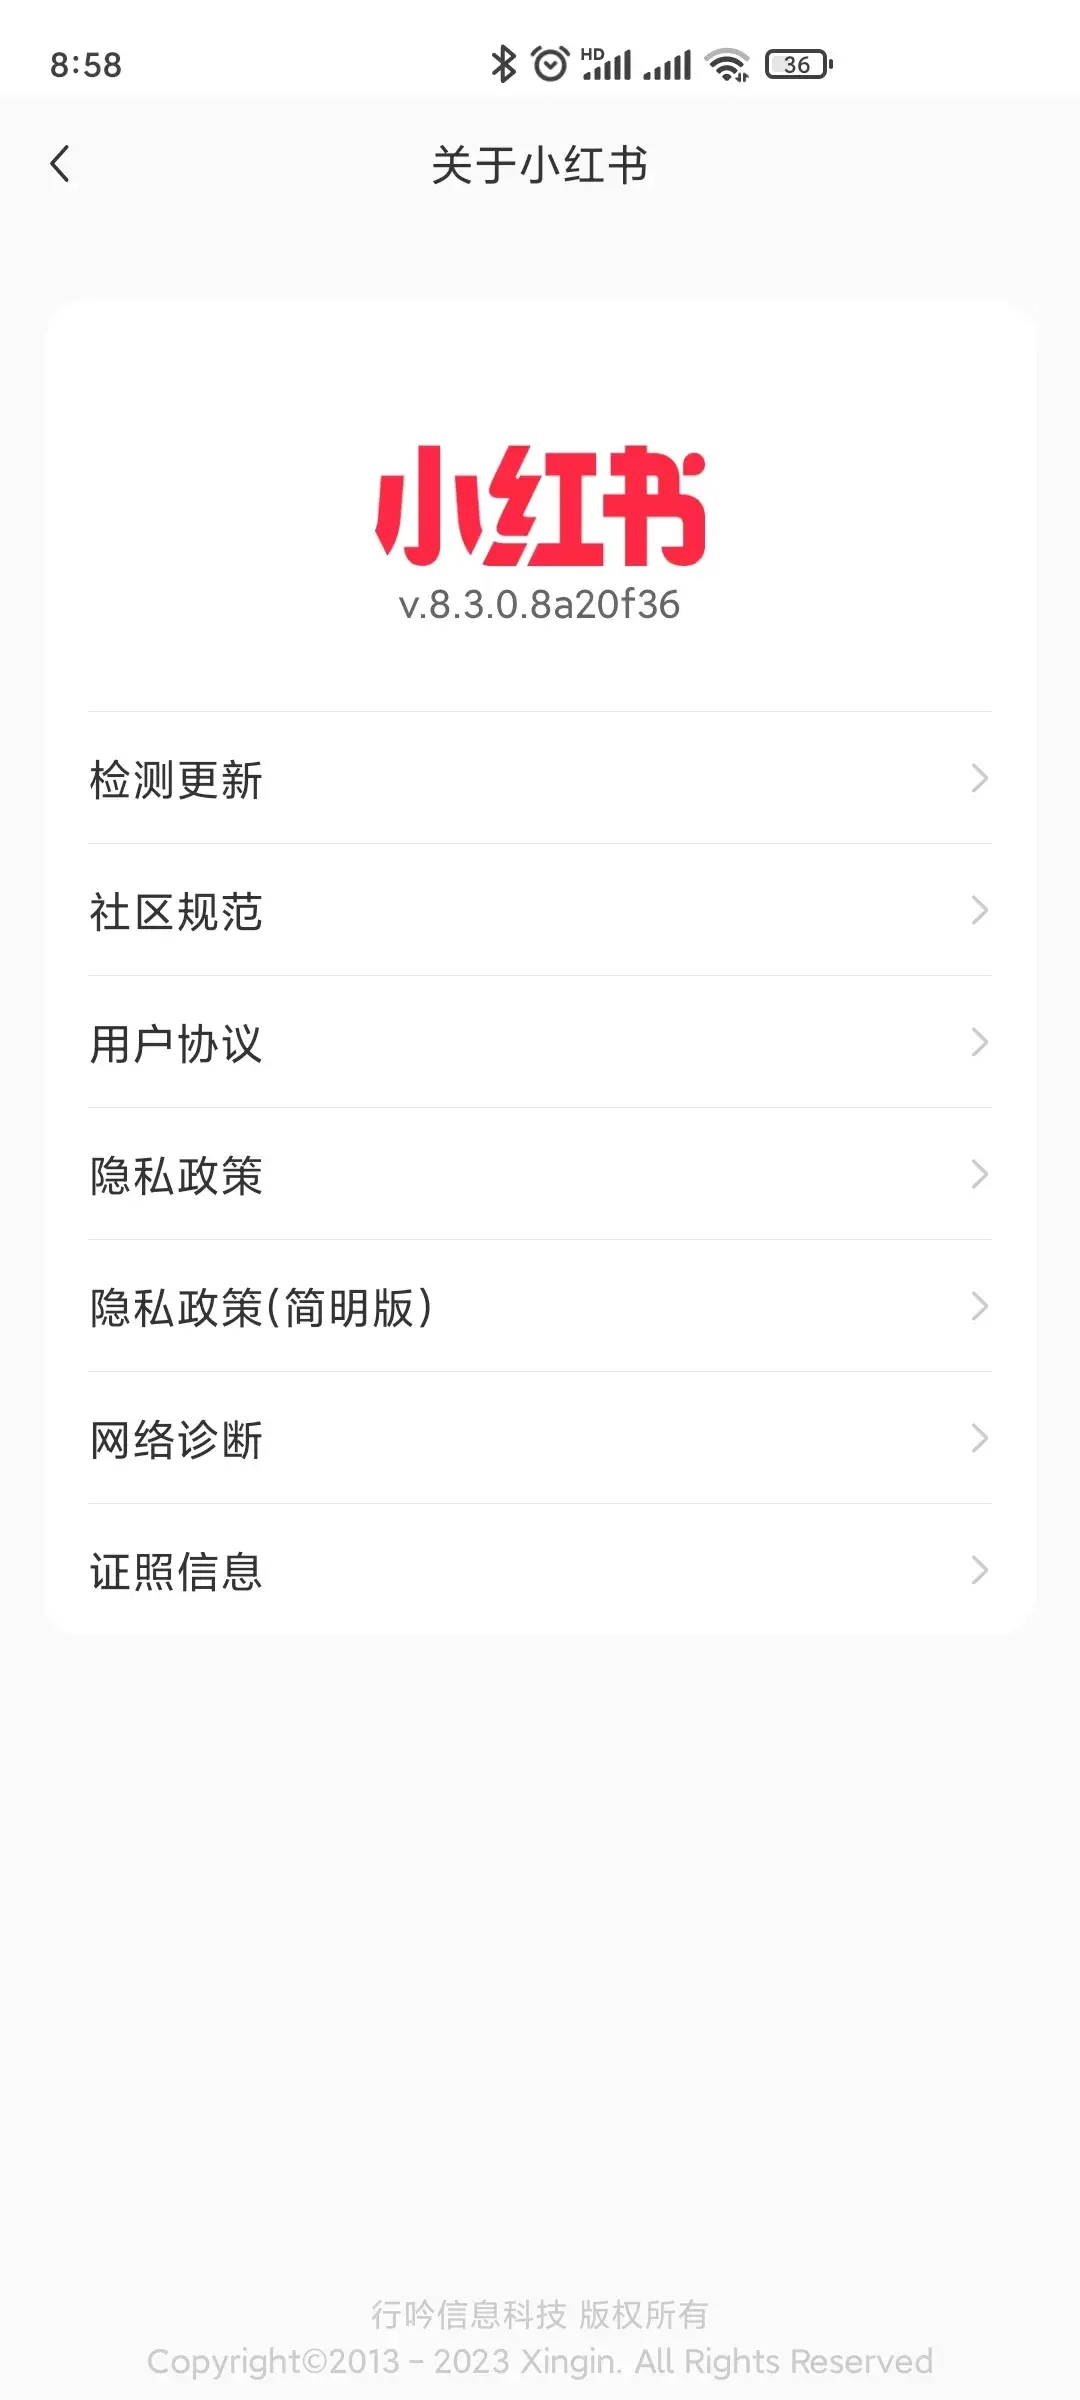 8:58
HD
36
关于小红书
小红书
v.8.3.0.8a20f36
检测更新
社区规范
用户协议
隐私政策
隐私政策(简明版)
网络诊断
证照信息
行吟信息科技 版权所有
Copyright©2013 – 2023 Xingin. All Rights Reserved